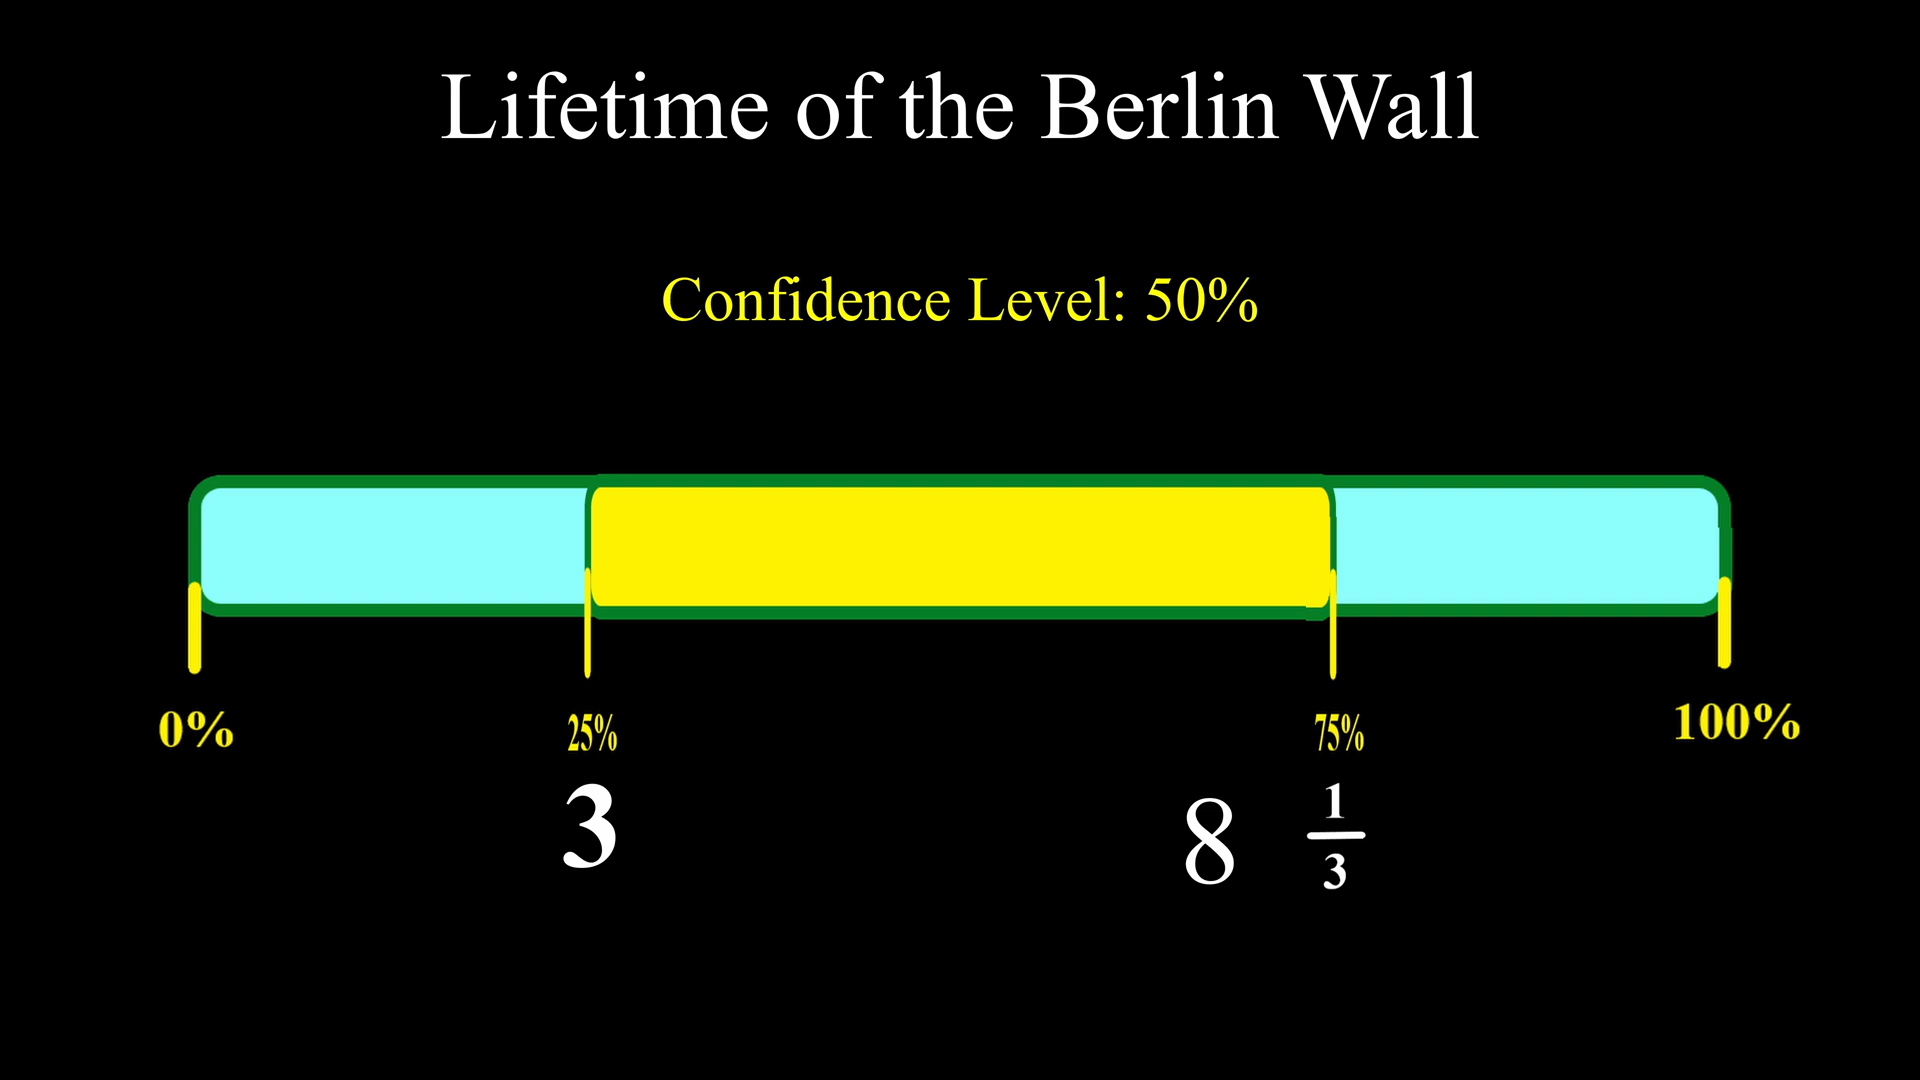 Lifetime of the Berlin Wall
Confidence Level: 50%
0% 25% 75% 100%
3 8 1/3